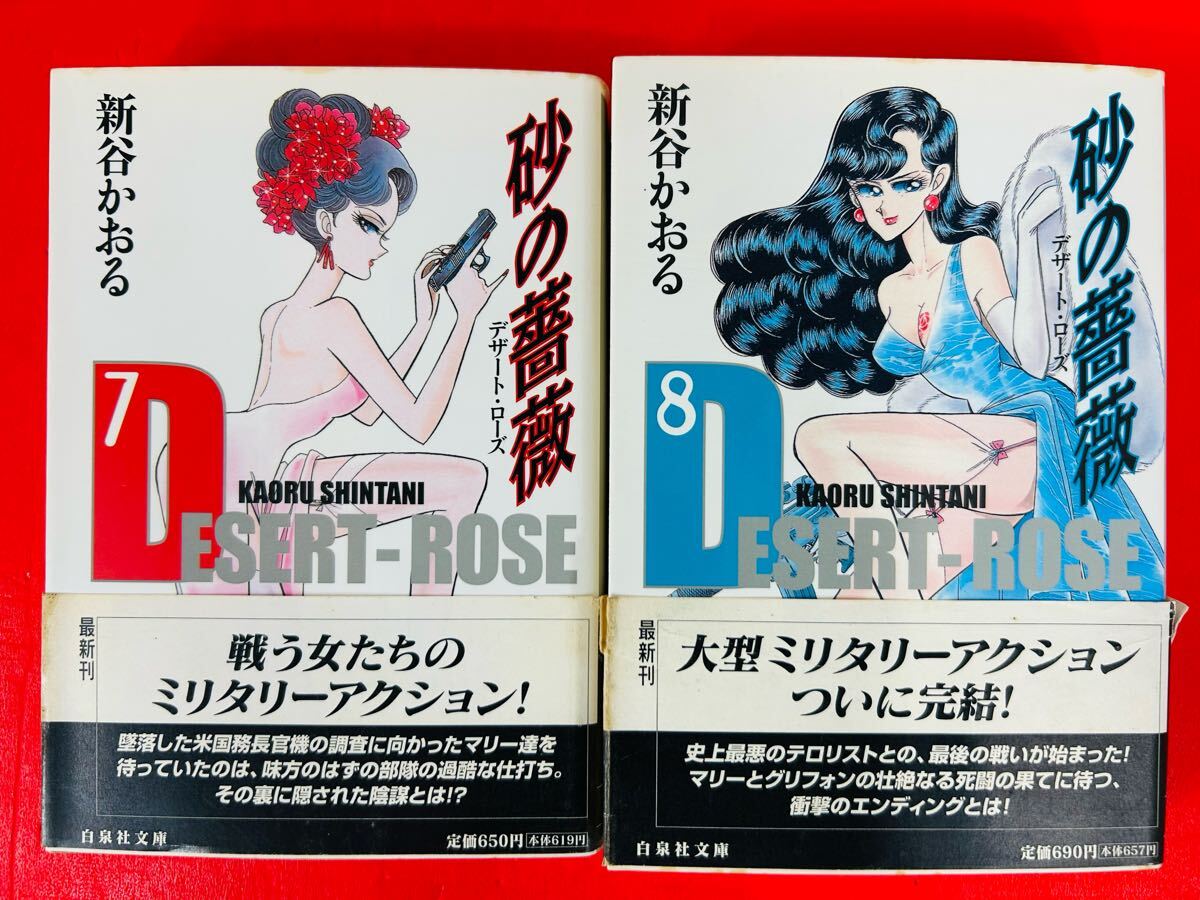 新谷かおる
砂の薔薇
デザート・ローズ
7
KAORU SHINTANI
DESERT-ROSE
最新刊
戦う女たちの
ミリタリーアクション!
墜落した米国務長官機の調査に向かったマリー達を
待っていたのは、味方のはずの部隊の過酷な仕打ち。
その裏に隠された陰謀とは!?
白泉社文庫
定価650円 本体619円
新谷かおる
砂の薔薇
デザート・ローズ
8
KAORU SHINTANI
DESERT-ROSE
最新刊
大型ミリタリーアクション
ついに完結!
史上最悪のテロリストとの、最後の戦いが始まった!
マリーとグリフォンの壮絶なる死闘の果てに待つ、
衝撃のエンディングとは!
白泉社文庫
定価690円 本体657円